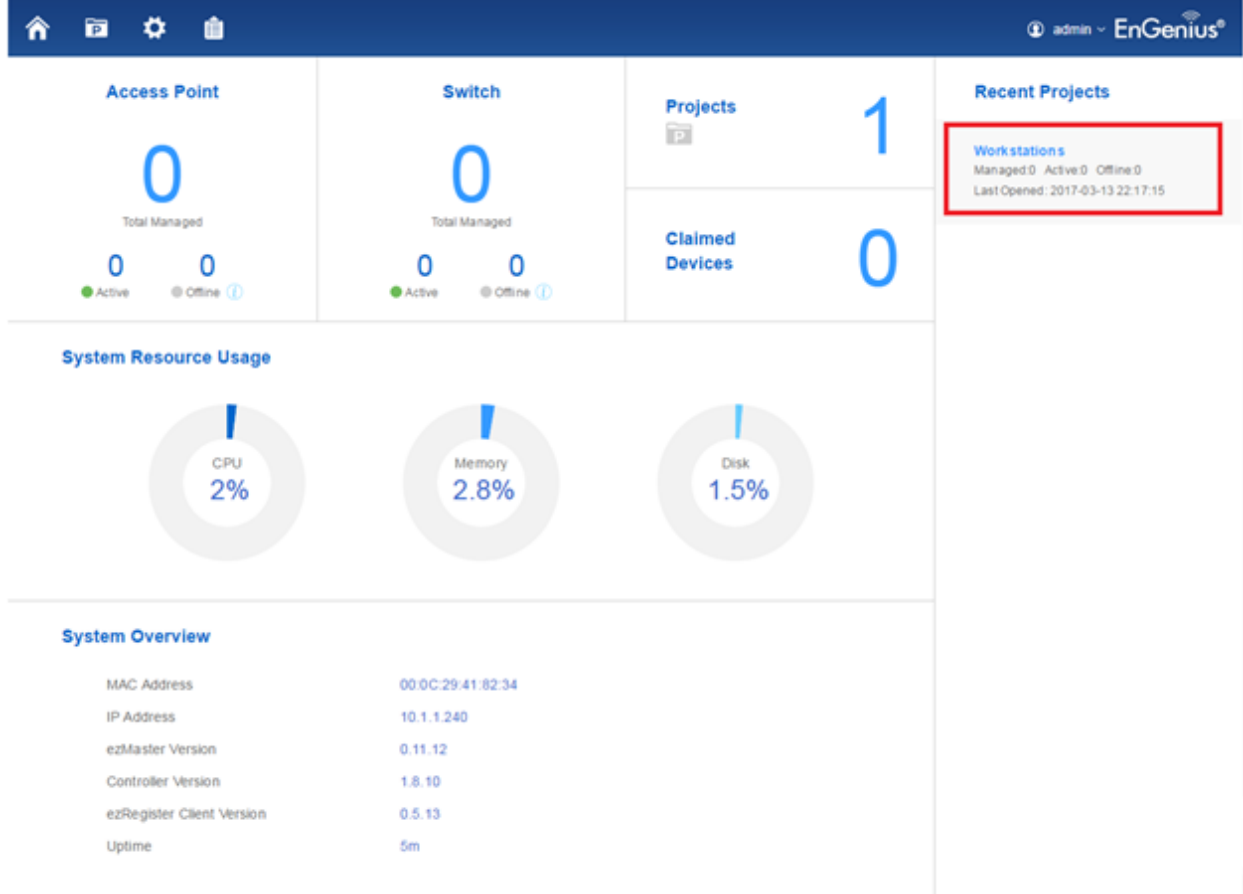 admin EnGenius®
Access Point
0
Total Managed
0 0
Active Offline i
Switch
0
Total Managed
0 0
Active Offline i
Projects
P
1
Claimed
Devices
0
Recent Projects
Workstations
Managed:0 Active:0 Offline:0
Last Opened: 2017-03-13 22:17:15
System Resource Usage
CPU
2%
Memory
2.8%
Disk
1.5%
System Overview
MAC Address 00:0C:29:41:82:34
IP Address 10.1.1.240
ezMaster Version 0.11.12
Controller Version 1.8.10
ezRegister Client Version 0.5.13
Uptime 5m